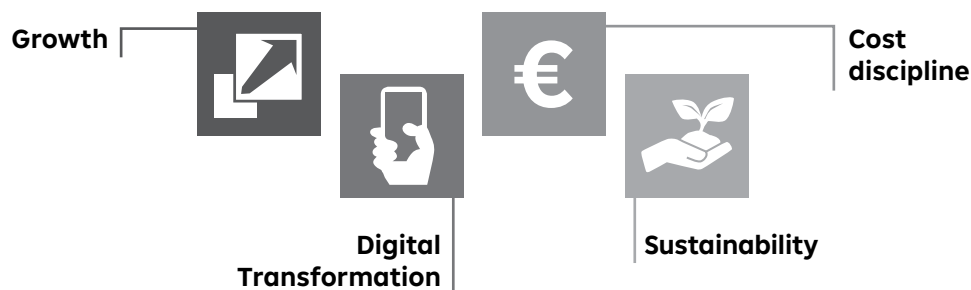 Growth
€
Cost
discipline
Digital
Transformation
Sustainability